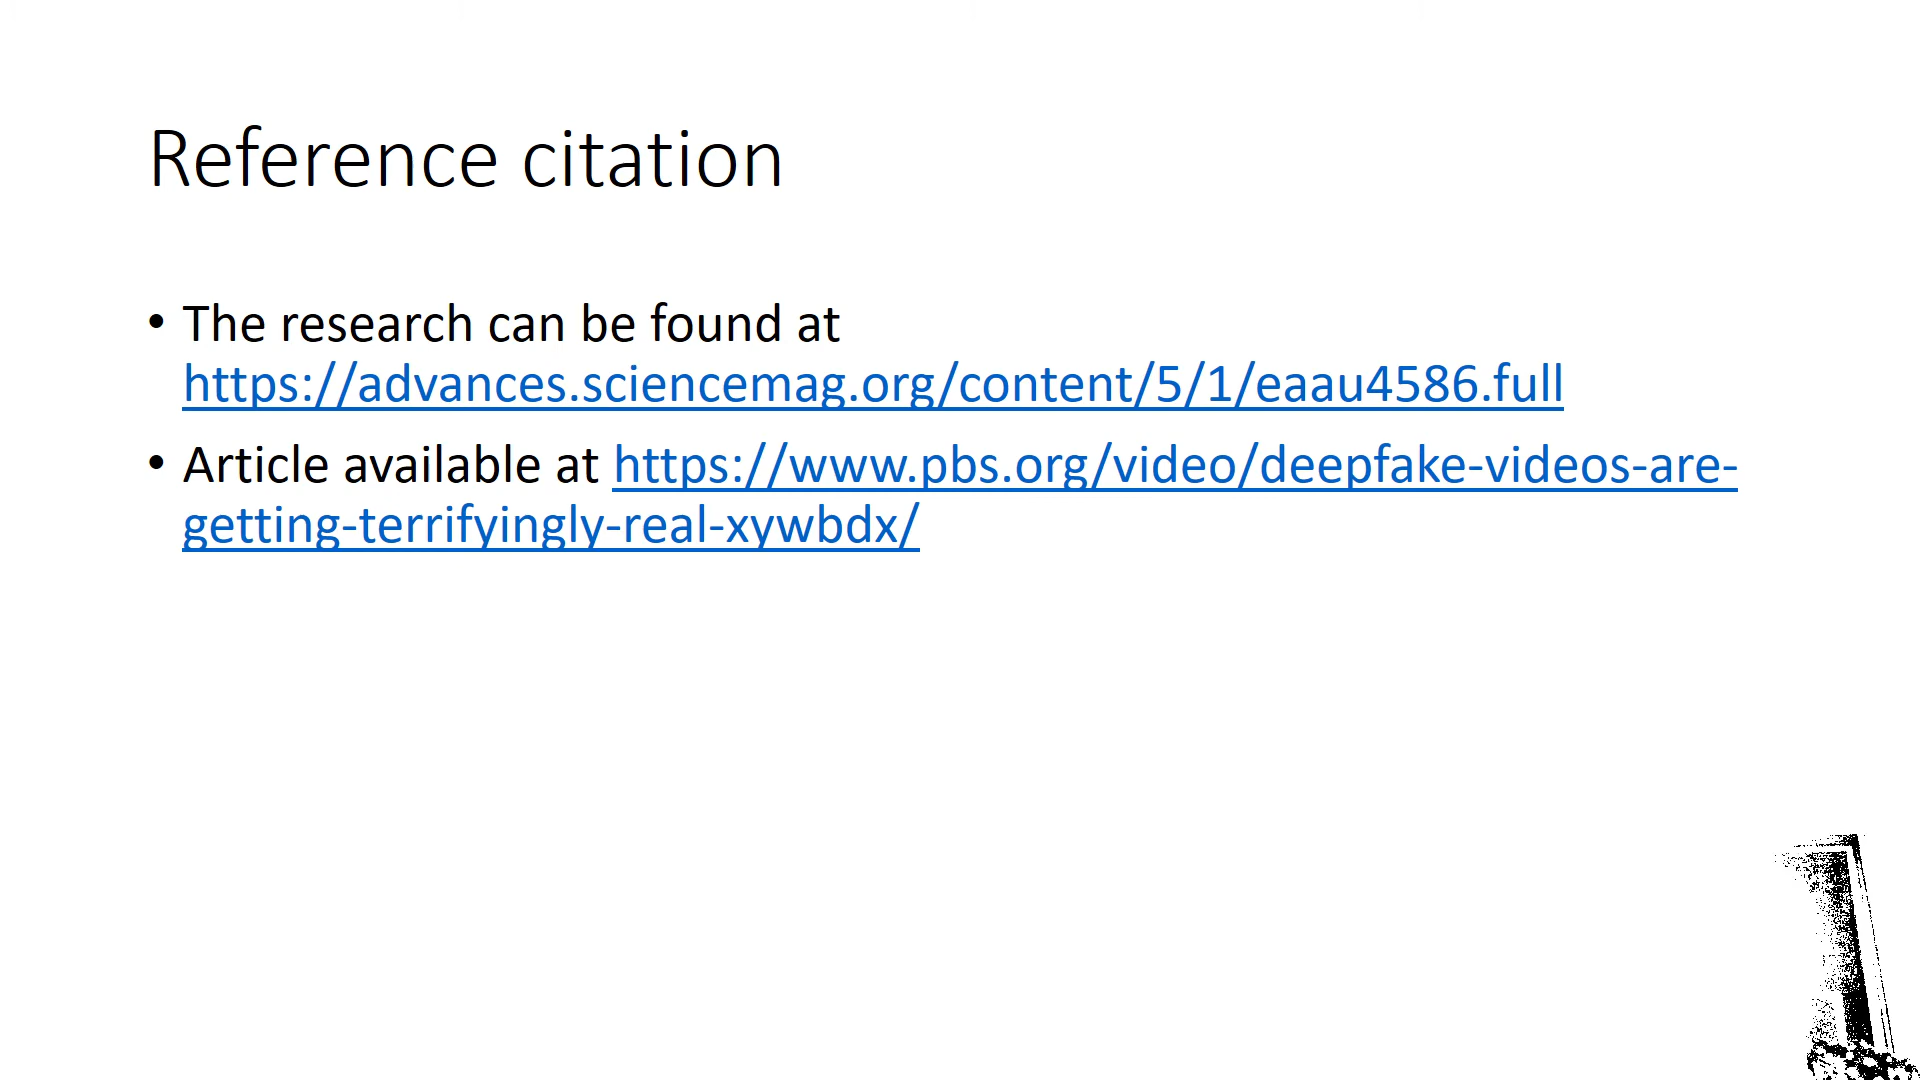 Reference citation
• The research can be found at
https://advances.sciencemag.org/content/5/1/eaau4586.full
• Article available at https://www.pbs.org/video/deepfake-videos-are-
getting-terrifyingly-real-xywbdx/